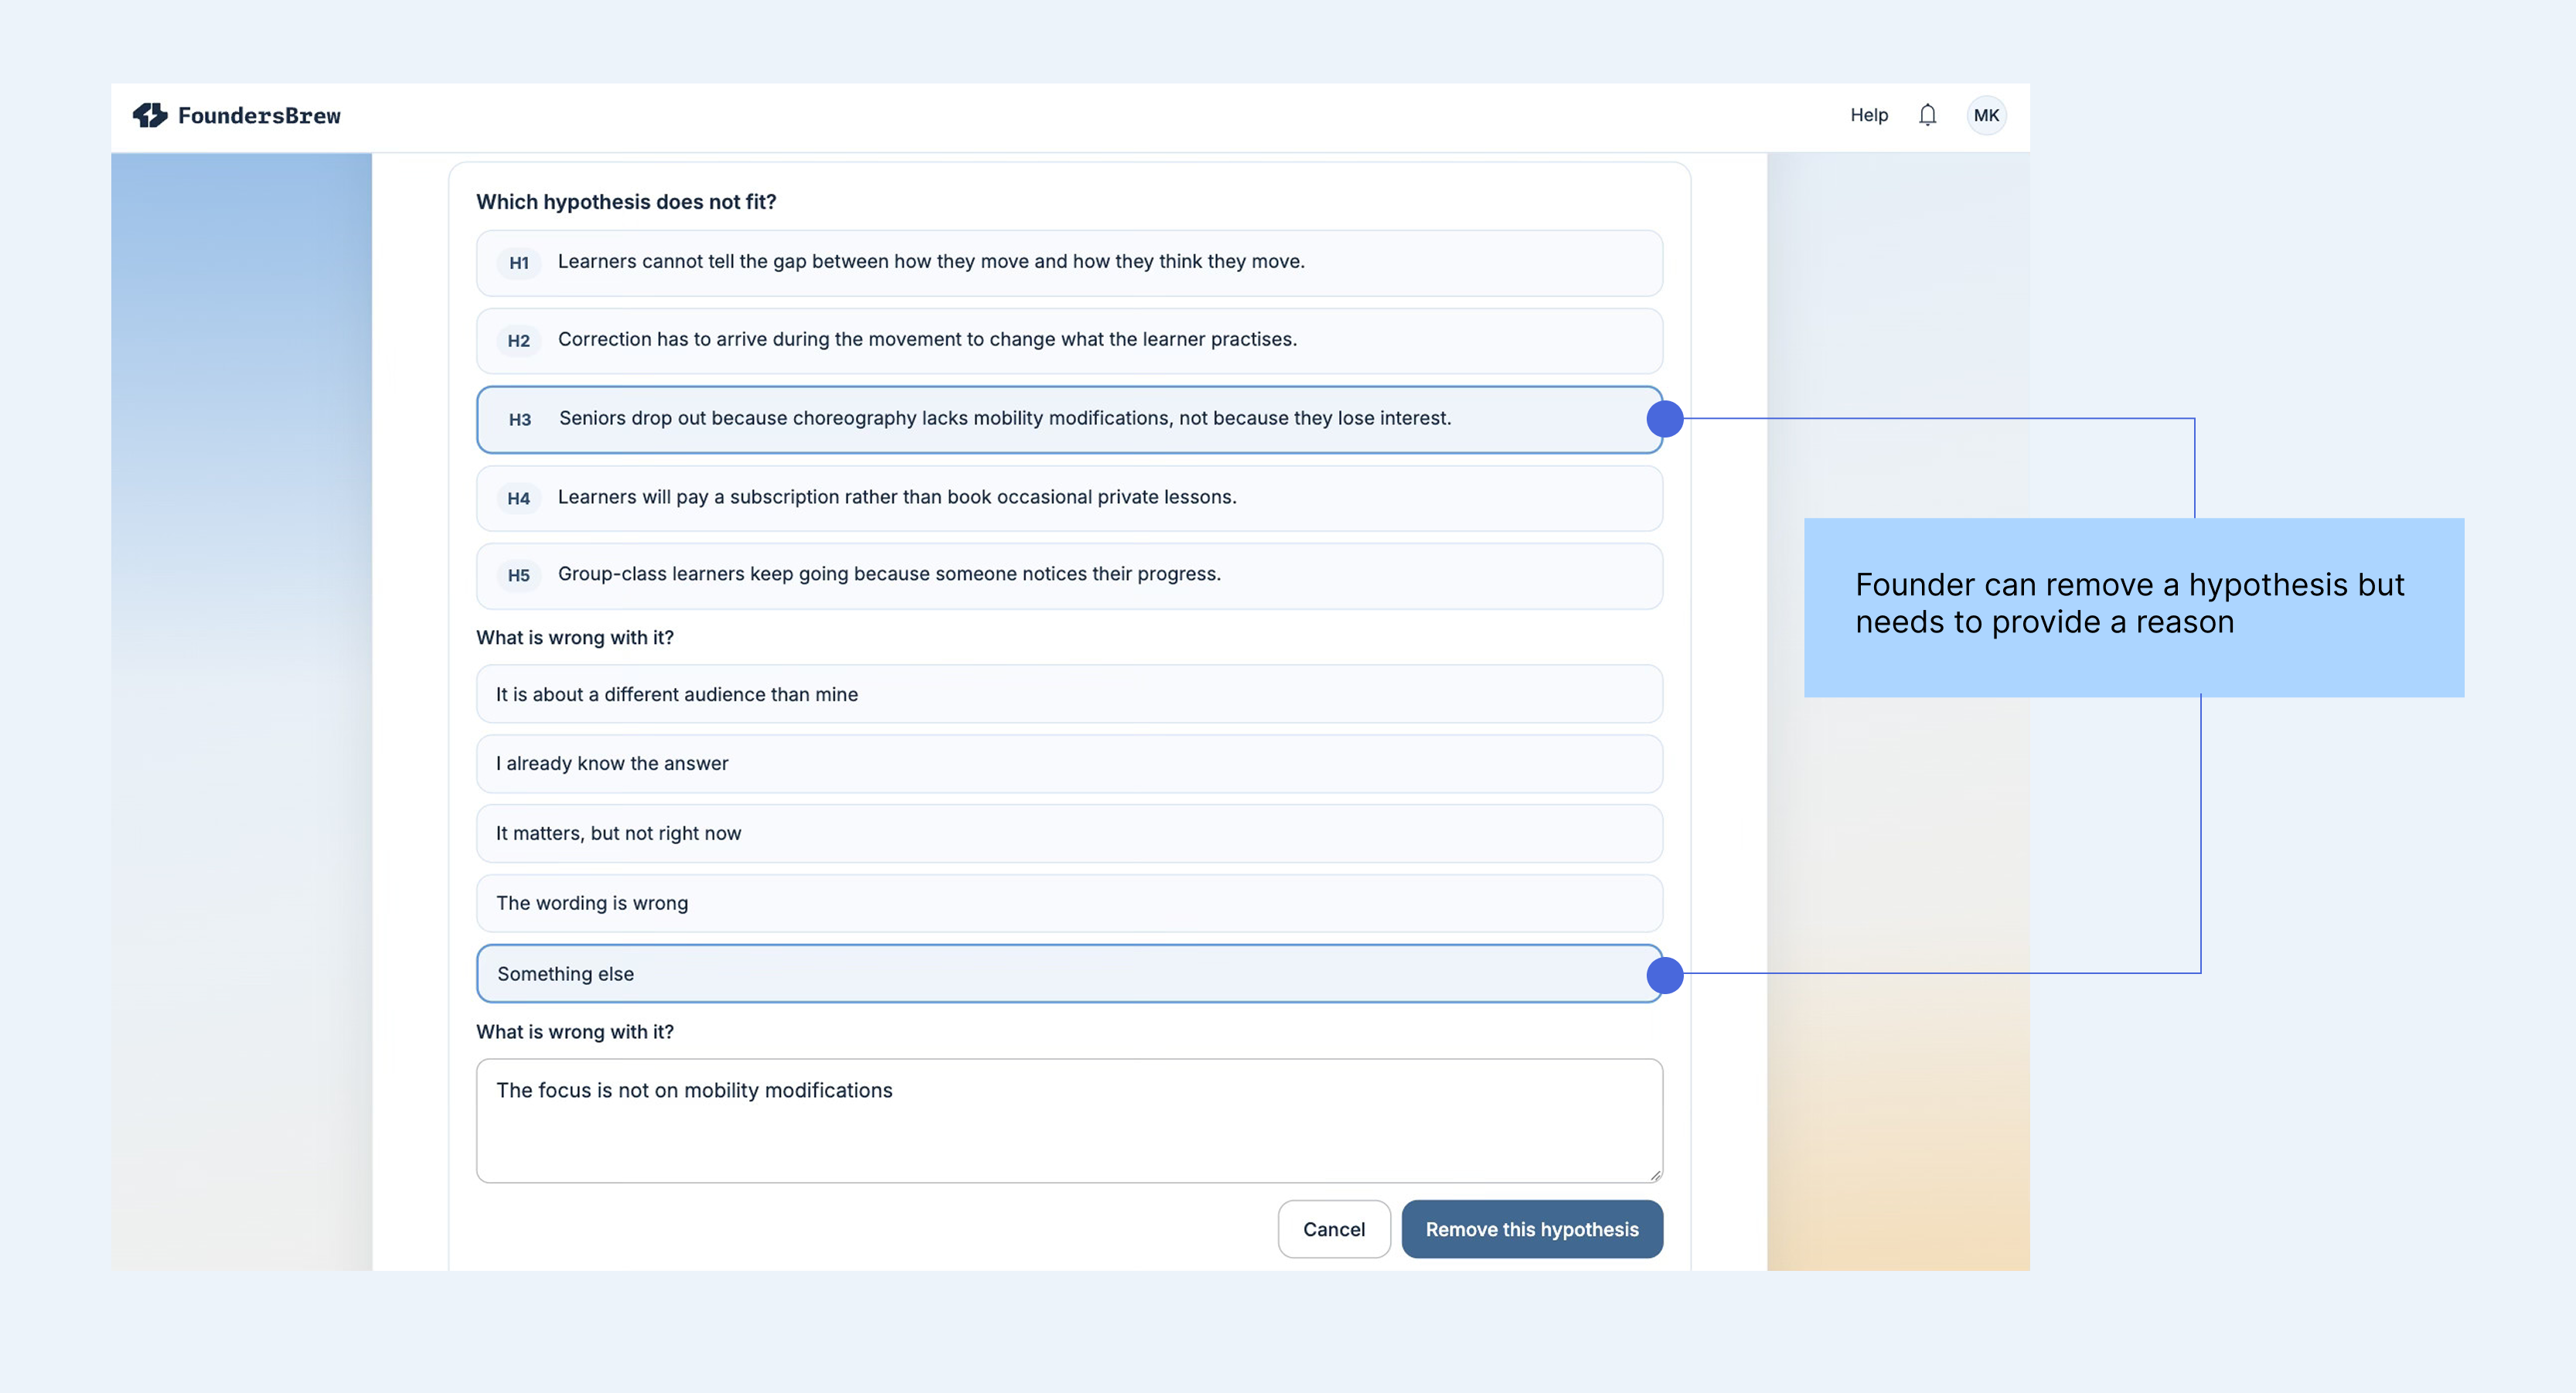 FoundersBrew
Help
MK
Which hypothesis does not fit?
H1 Learners cannot tell the gap between how they move and how they think they move.
H2 Correction has to arrive during the movement to change what the learner practises.
H3 Seniors drop out because choreography lacks mobility modifications, not because they lose interest.
H4 Learners will pay a subscription rather than book occasional private lessons.
H5 Group-class learners keep going because someone notices their progress.
What is wrong with it?
It is about a different audience than mine
I already know the answer
It matters, but not right now
The wording is wrong
Something else
What is wrong with it?
The focus is not on mobility modifications
Cancel
Remove this hypothesis
Founder can remove a hypothesis but
needs to provide a reason